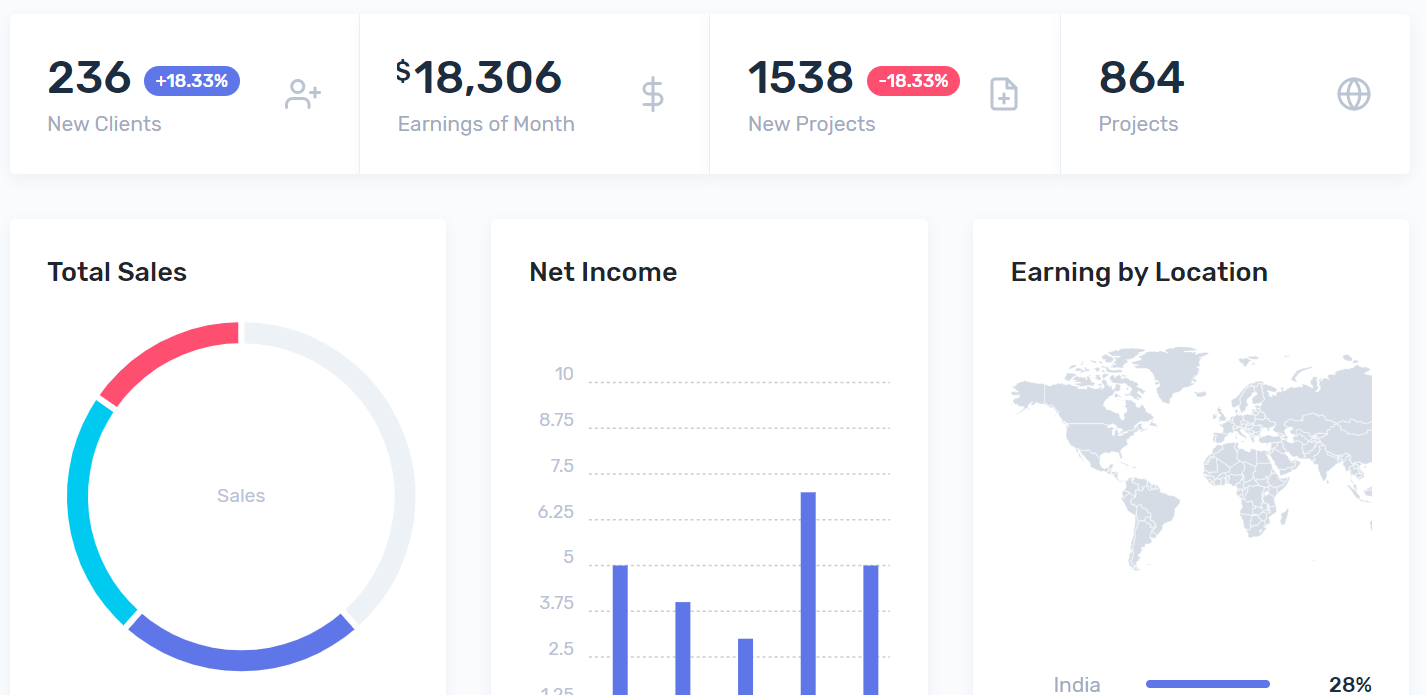 236 +18.33%
New Clients
$18,306
Earnings of Month
1538 -18.33%
New Projects
864
Projects
Total Sales
Sales
Net Income
10
8.75
7.5
6.25
5
3.75
2.5
1.25
Earning by Location
India 28%